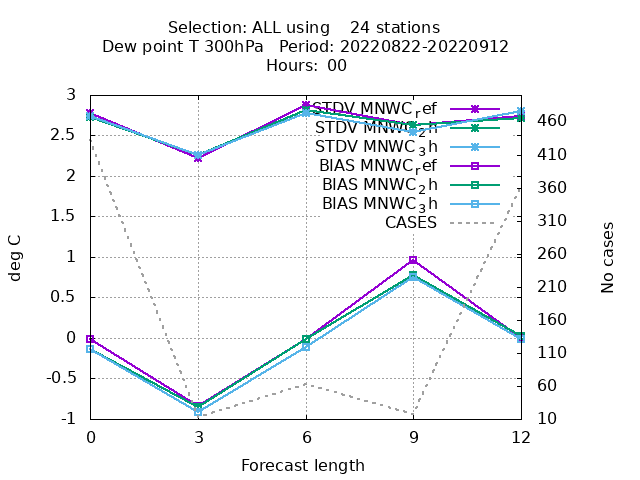 Selection: ALL using    24 stations
Dew point T 300hPa   Period: 20220822-20220912
Hours: 00
STDV MNWC_ref
STDV MNWC_2h
STDV MNWC_3h
BIAS MNWC_ref
BIAS MNWC_2h
BIAS MNWC_3h
CASES
3
2.5
2
1.5
1
0.5
0
-0.5
-1
460
410
360
310
260
210
160
110
60
10
deg C
No cases
0 3 6 9 12
Forecast length